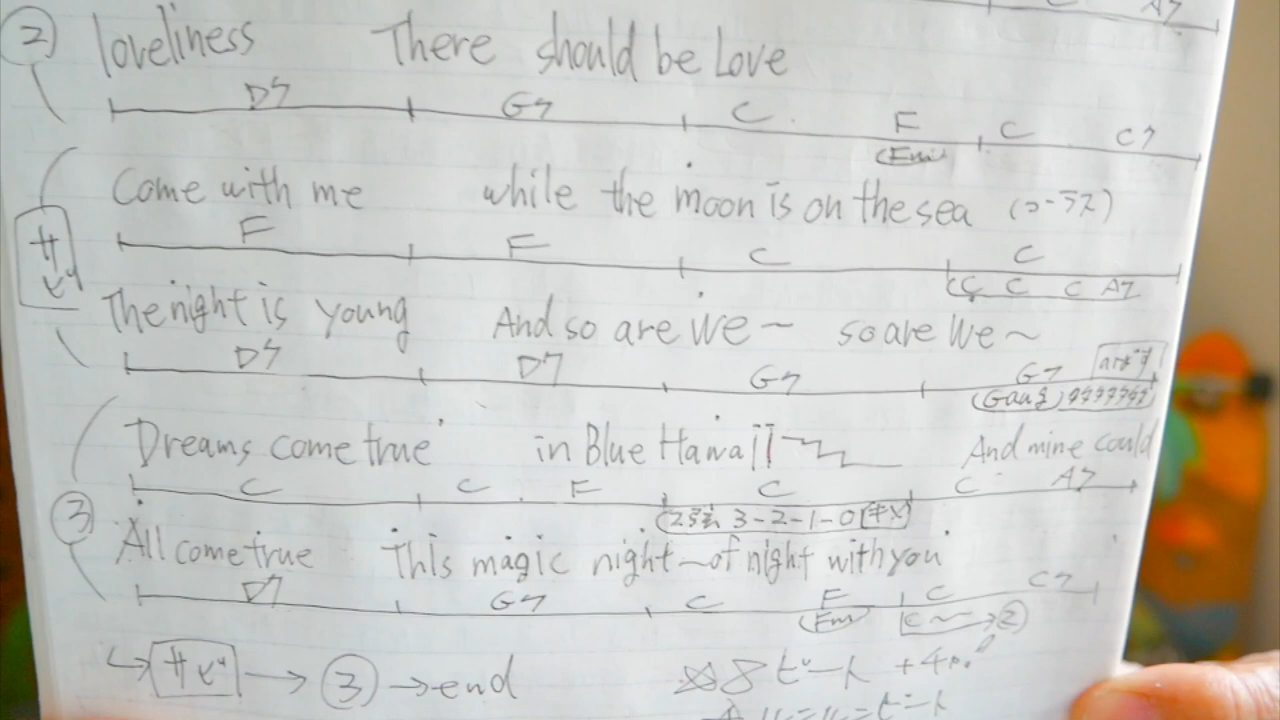 A7
② loveliness There should be Love
D7 G7 C F C C7
(Em)
Come with me while the moon is on the sea (コーラス)
F F C C
サビ
C C C A7
The night is young And so are We〜 so are We〜
D7 D7 G7 G7
Dreams come true in Blue Hawaii And mine could
C C F C C A7
③
2弦 3-2-1-0
All come true This magic night〜of night with you
D7 G7 C F C C7
(Em) C〜→②
↳サビ→③→end
8ビート